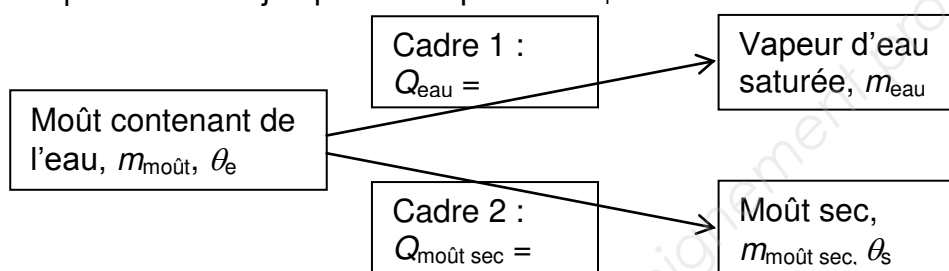 Cadre 1 :
Qeau =
Vapeur d'eau
saturée, meau
Moût contenant de
l'eau, mmoût, θe
Cadre 2 :
Qmoût sec =
Moût sec,
mmoût sec, θs